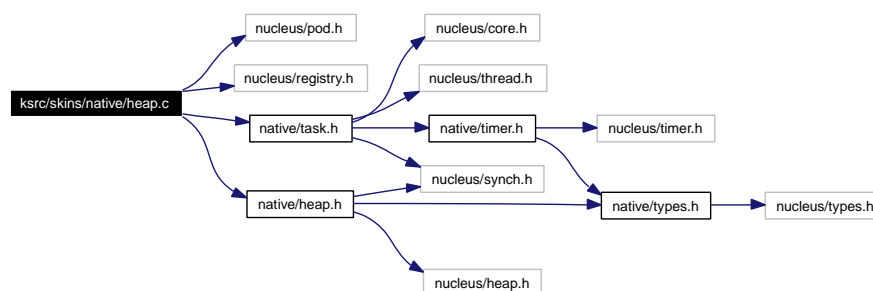 nucleus/pod.h
nucleus/core.h
nucleus/registry.h
nucleus/thread.h
ksrc/skins/native/heap.c
native/task.h
native/timer.h
nucleus/timer.h
nucleus/synch.h
native/heap.h
native/types.h
nucleus/types.h
nucleus/heap.h